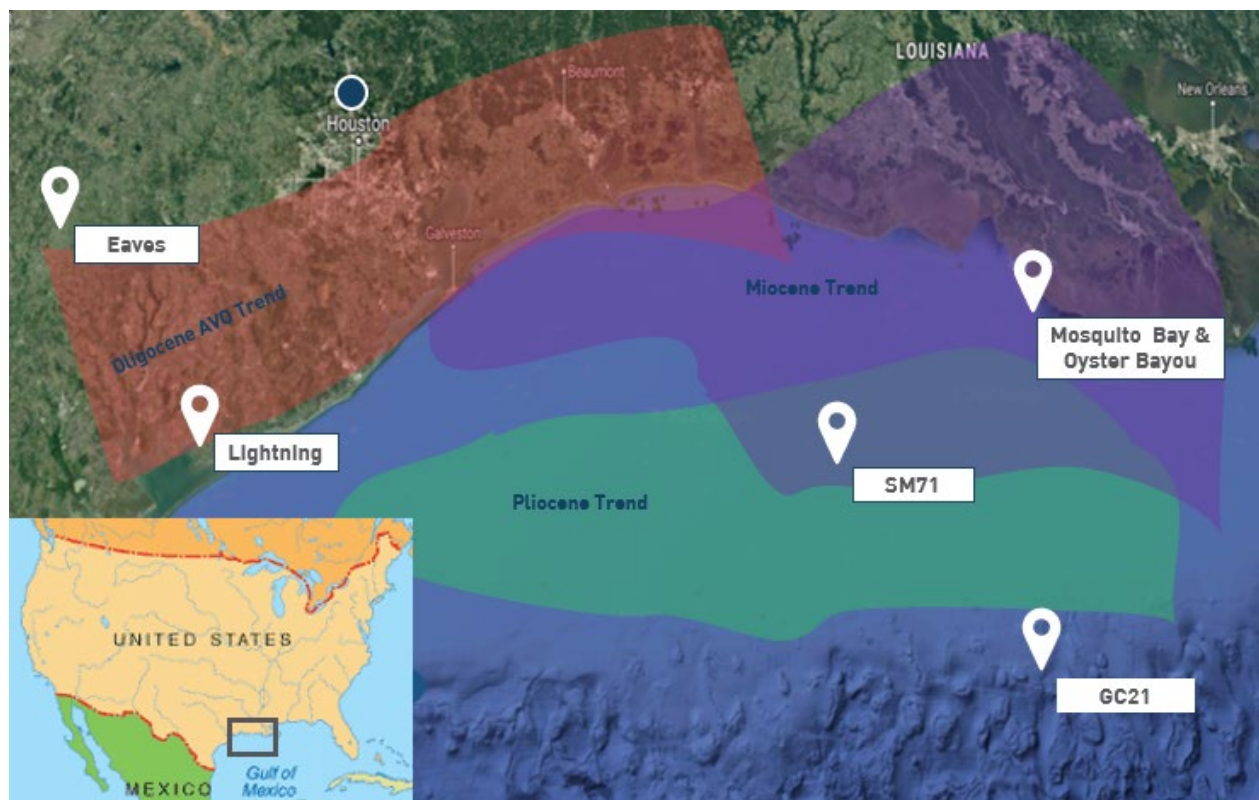 LOUISIANA
Beaumont
New Orleans
Houston
Eaves
Galveston
Oligocene AVO Trend
Miocene Trend
Mosquito Bay &
Oyster Bayou
Lightning
SM71
Pliocene Trend
UNITED STATES
GC21
Gulf of
Mexico
MEXICO